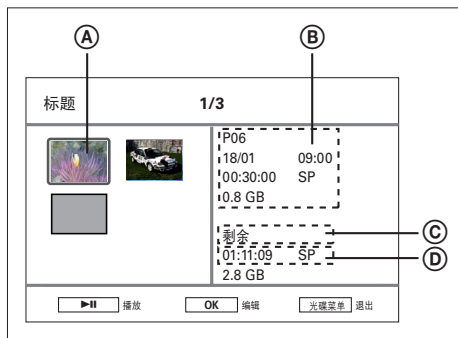 A B
标题 1/3
P06
18/01 09:00
00:30:00 SP
0.8 GB
剩余 C
01:11:09 SP D
2.8 GB
►II 播放 OK 编辑 光碟菜单 退出